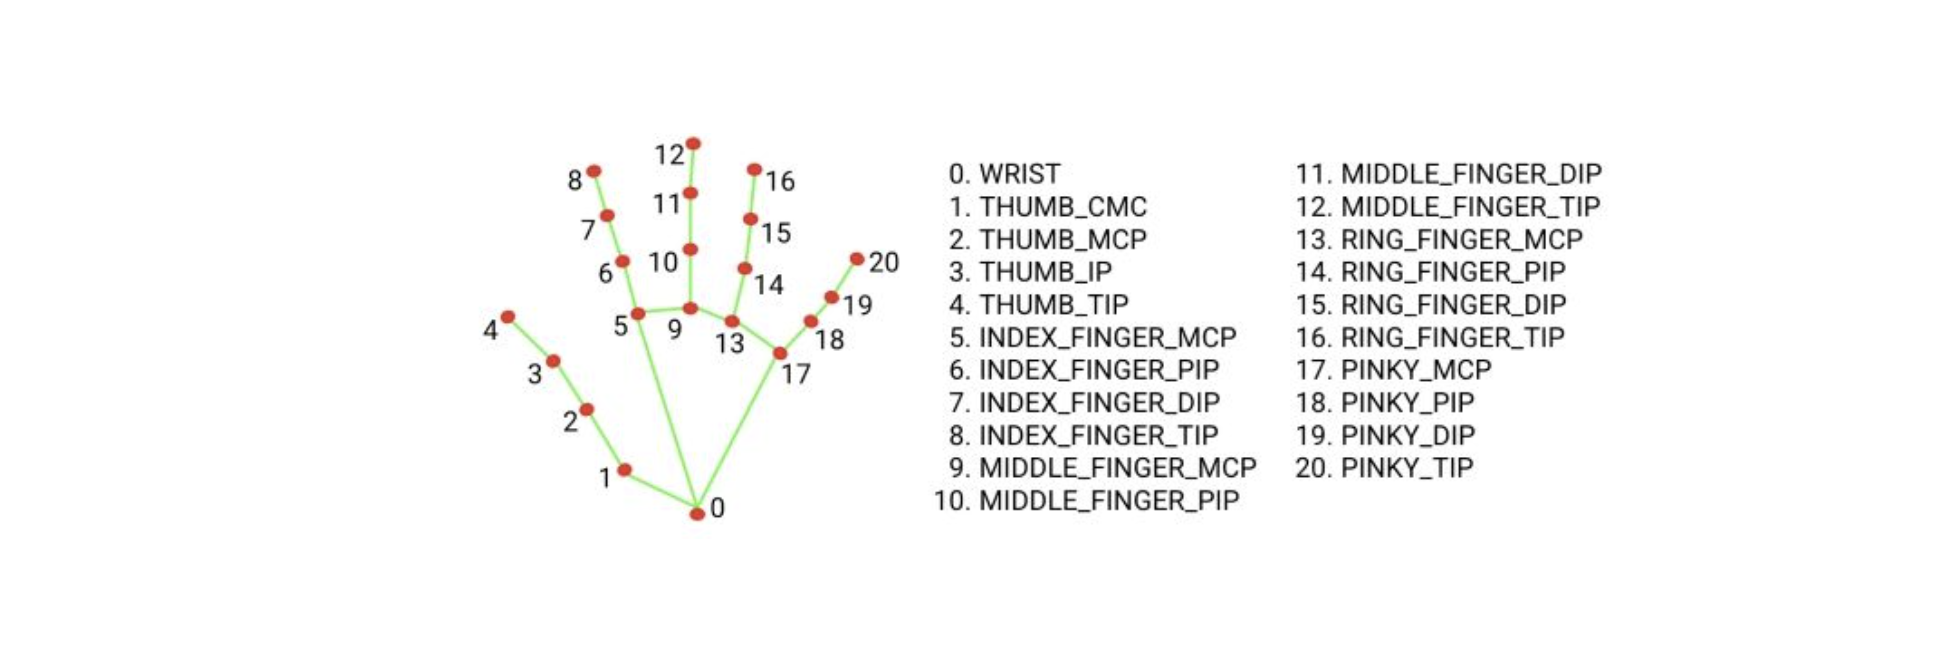 12
8
16
11
7
15
10
6
14
20
19
4
5
9
13
18
3
17
2
1
0
0. WRIST
1. THUMB_CMC
2. THUMB_MCP
3. THUMB_IP
4. THUMB_TIP
5. INDEX_FINGER_MCP
6. INDEX_FINGER_PIP
7. INDEX_FINGER_DIP
8. INDEX_FINGER_TIP
9. MIDDLE_FINGER_MCP
10. MIDDLE_FINGER_PIP
11. MIDDLE_FINGER_DIP
12. MIDDLE_FINGER_TIP
13. RING_FINGER_MCP
14. RING_FINGER_PIP
15. RING_FINGER_DIP
16. RING_FINGER_TIP
17. PINKY_MCP
18. PINKY_PIP
19. PINKY_DIP
20. PINKY_TIP